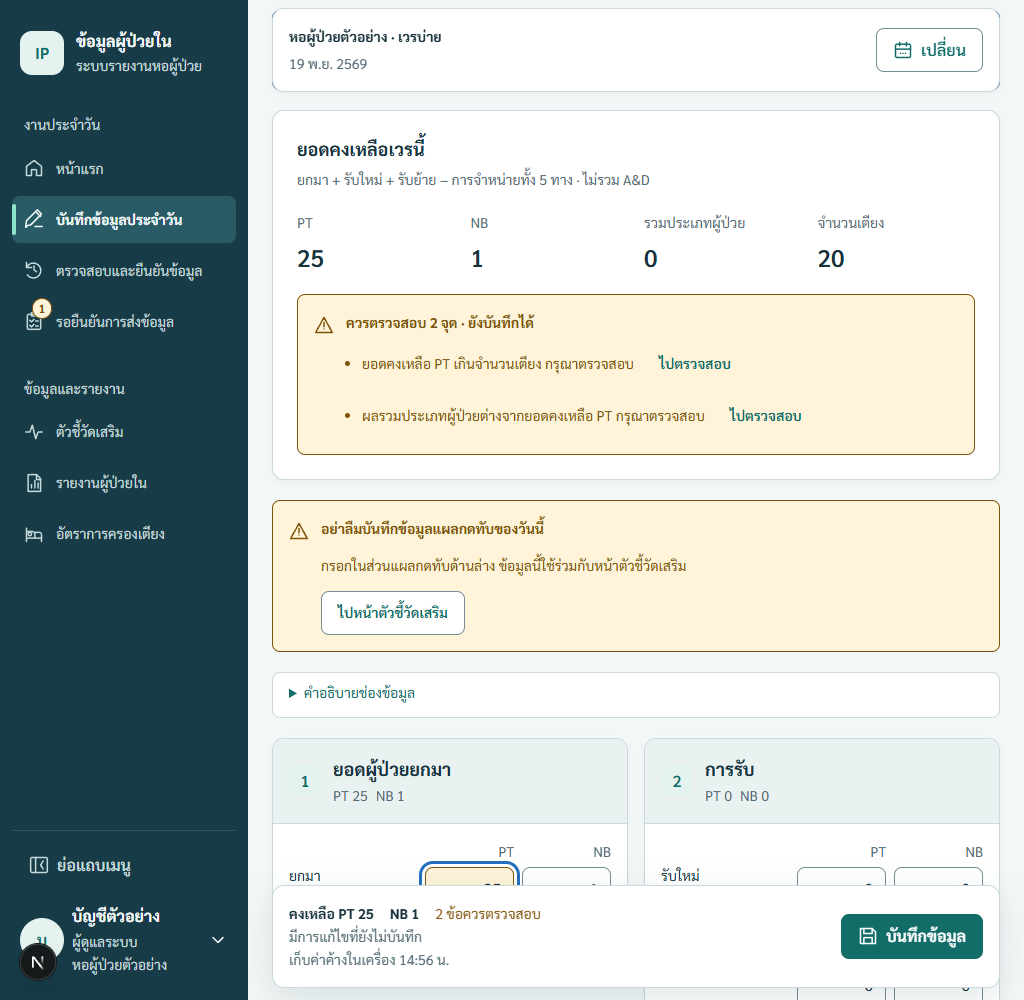 IP
ข้อมูลผู้ป่วยใน
ระบบรายงานหอผู้ป่วย
งานประจำวัน
หน้าแรก
บันทึกข้อมูลประจำวัน
ตรวจสอบและยืนยันข้อมูล
1
รอยืนยันการส่งข้อมูล
ข้อมูลและรายงาน
ตัวชี้วัดเสริม
รายงานผู้ป่วยใน
อัตราการครองเตียง
ย่อแถบเมนู
บัญชีตัวอย่าง
ผู้ดูแลระบบ
หอผู้ป่วยตัวอย่าง
N
หอผู้ป่วยตัวอย่าง · เวรบ่าย
19 พ.ย. 2569
เปลี่ยน
ยอดคงเหลือเวรนี้
ยกมา + รับใหม่ + รับย้าย − การจำหน่ายทั้ง 5 ทาง · ไม่รวม A&D
PT NB รวมประเภทผู้ป่วย จำนวนเตียง
25 1 0 20
ควรตรวจสอบ 2 จุด · ยังบันทึกได้
• ยอดคงเหลือ PT เกินจำนวนเตียง กรุณาตรวจสอบ ไปตรวจสอบ
• ผลรวมประเภทผู้ป่วยต่างจากยอดคงเหลือ PT กรุณาตรวจสอบ ไปตรวจสอบ
อย่าลืมบันทึกข้อมูลแผลกดทับของวันนี้
กรอกในส่วนแผลกดทับด้านล่าง ข้อมูลนี้ใช้ร่วมกับหน้าตัวชี้วัดเสริม
ไปหน้าตัวชี้วัดเสริม
คำอธิบายช่องข้อมูล
1 ยอดผู้ป่วยยกมา
PT 25 NB 1
PT NB
ยกมา
2 การรับ
PT 0 NB 0
PT NB
รับใหม่
คงเหลือ PT 25 NB 1 2 ข้อควรตรวจสอบ
มีการแก้ไขที่ยังไม่บันทึก
เก็บค่าค้างในเครื่อง 14:56 น.
บันทึกข้อมูล